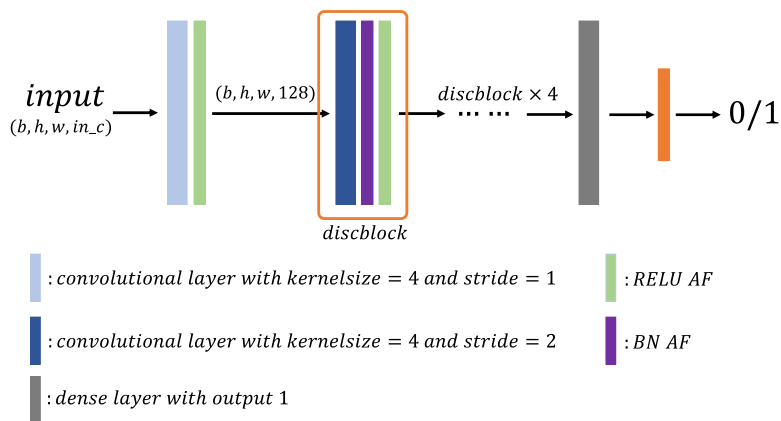 input
(b, h, w, in_c)
(b, h, w, 128)
discblock
discblock × 4
... ...
0/1
: convolutional layer with kernelsize = 4 and stride = 1
: RELU AF
: convolutional layer with kernelsize = 4 and stride = 2
: BN AF
: dense layer with output 1